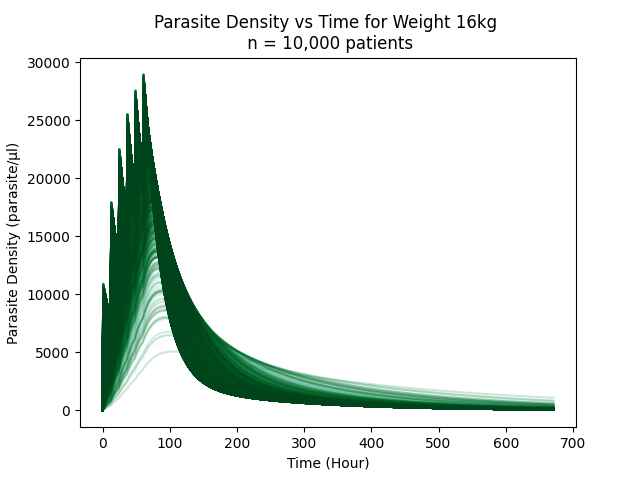 Parasite Density vs Time for Weight 16kg
n = 10,000 patients
30000
25000
20000
15000
10000
5000
0
Parasite Density (parasite/μl)
0 100 200 300 400 500 600 700
Time (Hour)